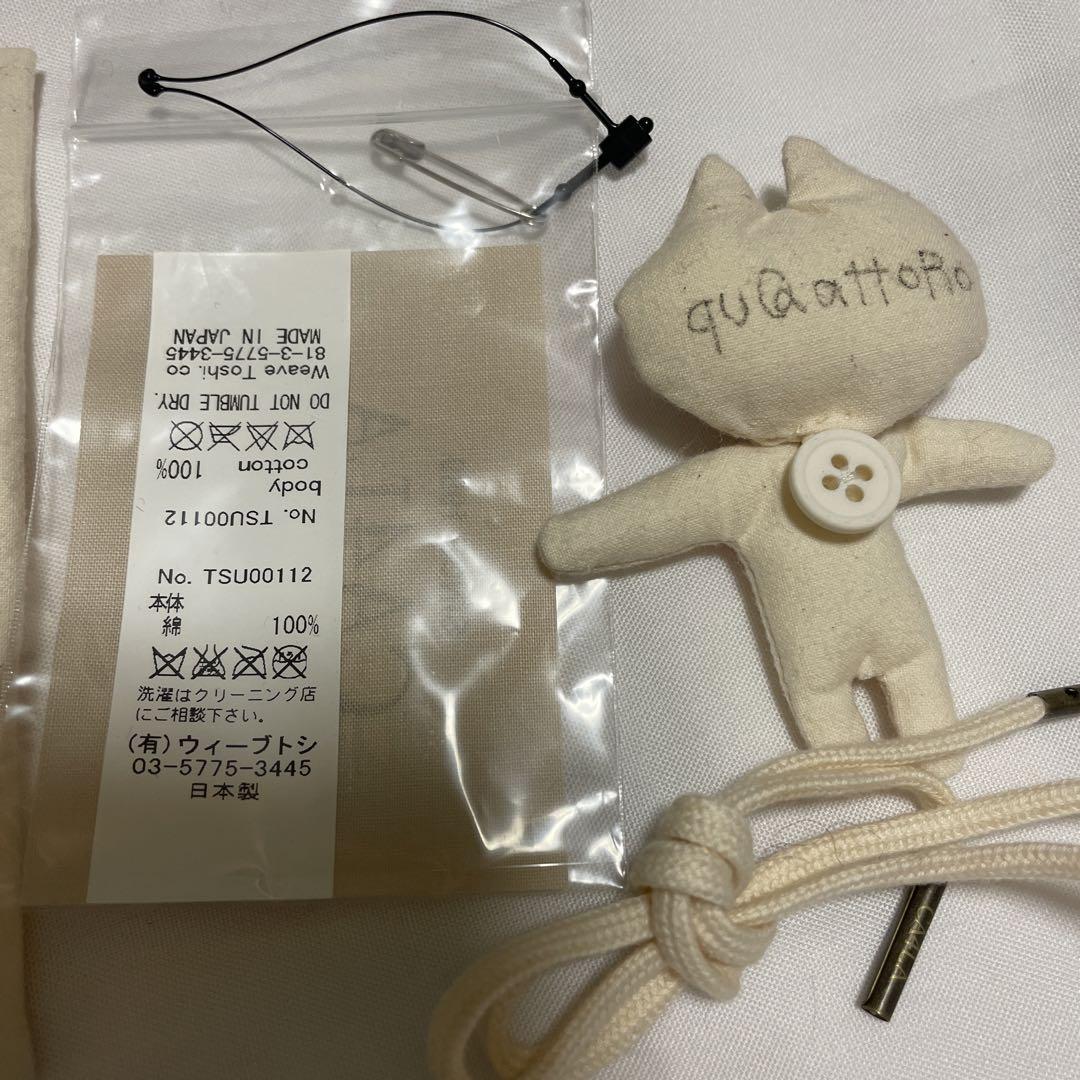 MADE IN JAPAN
81-3-5775-3445
Weave Toshi. co
DO NOT TUMBLE DRY.
cotton 100%
body
No. TSU00112
No. TSU00112
本体
綿 100%
洗濯はクリーニング店
にご相談下さい。
(有)ウィーブトシ
03-5775-3445
日本製
qu@attoRio